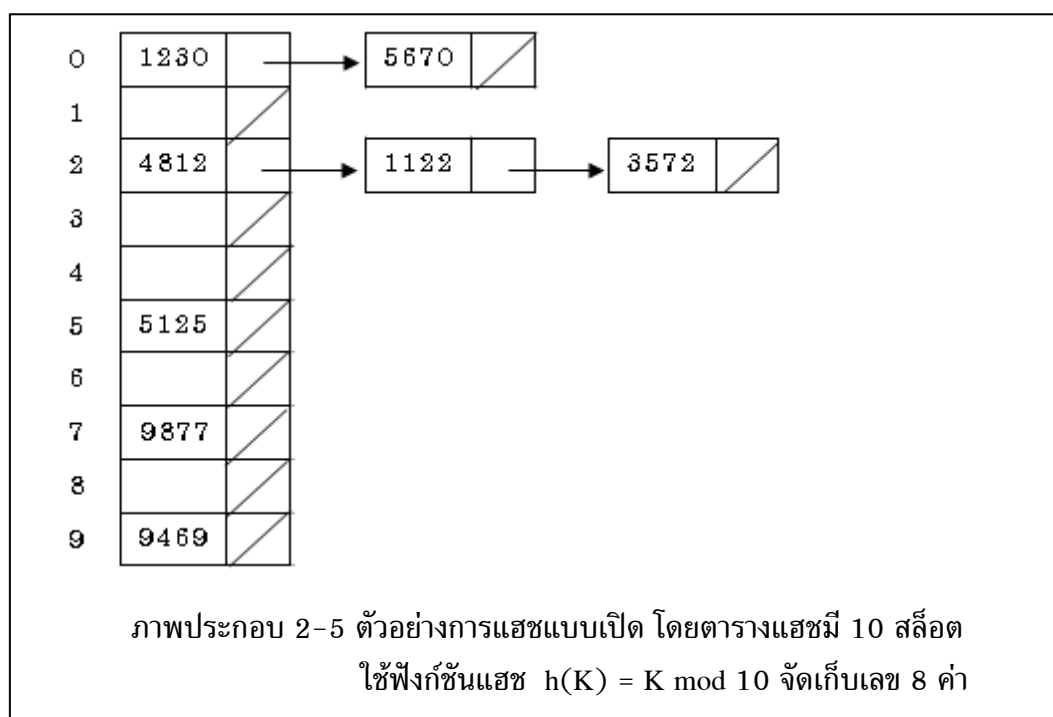 0 1230 5670
1
2 4812 1122 3572
3
4
5 5125
6
7 9877
8
9 9469
ภาพประกอบ 2-5 ตัวอย่างการแฮชแบบเปิด โดยตารางแฮชมี 10 สล็อต
ใช้ฟังก์ชันแฮช h(K) = K mod 10 จัดเก็บเลข 8 ค่า